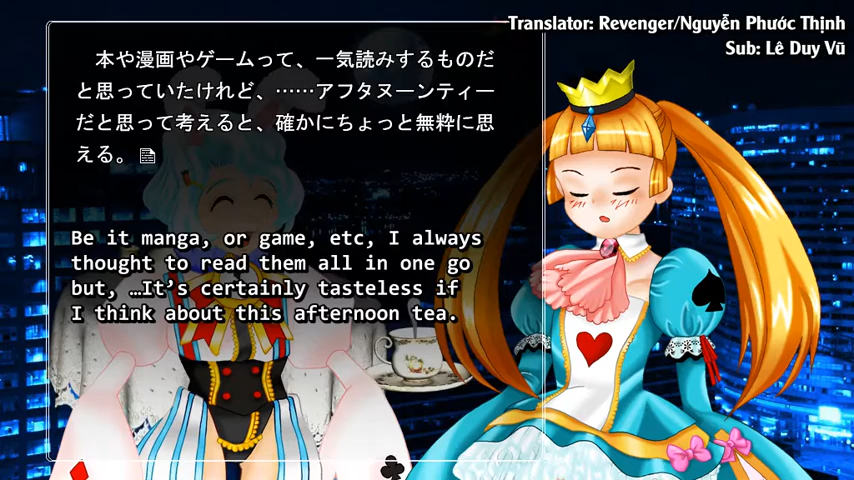 Translator: Revenger/Nguyễn Phước Thịnh
Sub: Lê Duy Vũ
本や漫画やゲームって、一気読みするものだ
と思っていたけれど、……アフタヌーンティー
だと思って考えると、確かにちょっと無粋に思
える。
Be it manga, or game, etc, I always
thought to read them all in one go
but, …It's certainly tasteless if
I think about this afternoon tea.